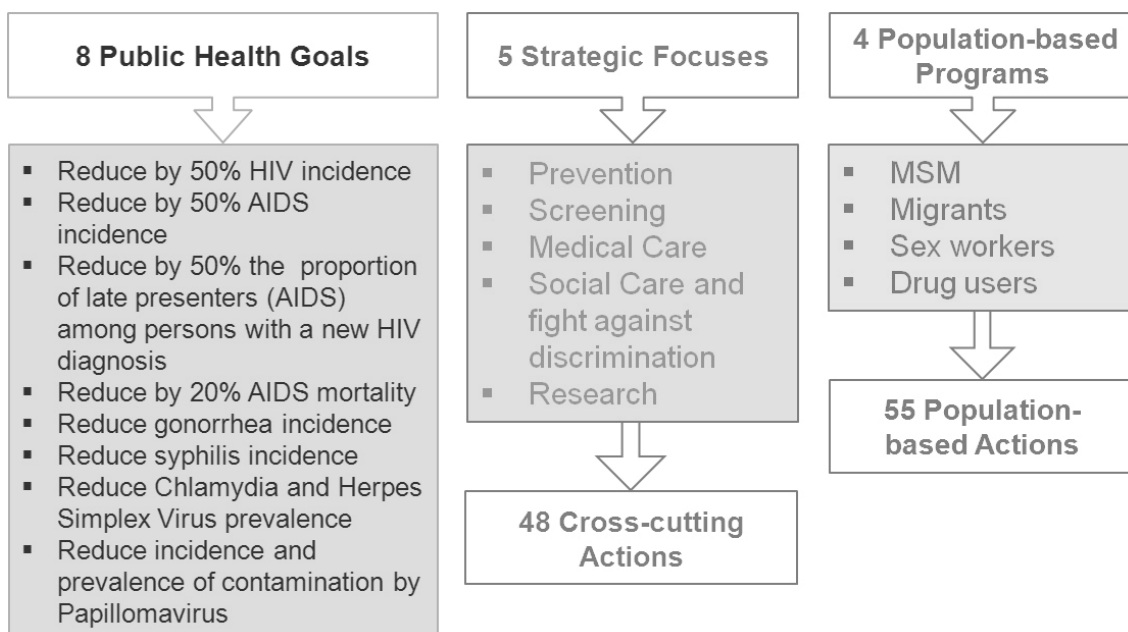 8 Public Health Goals
▪ Reduce by 50% HIV incidence
▪ Reduce by 50% AIDS
incidence
▪ Reduce by 50% the  proportion
of late presenters (AIDS)
among persons with a new HIV
diagnosis
▪ Reduce by 20% AIDS mortality
▪ Reduce gonorrhea incidence
▪ Reduce syphilis incidence
▪ Reduce Chlamydia and Herpes
Simplex Virus prevalence
▪ Reduce incidence and
prevalence of contamination by
Papillomavirus
5 Strategic Focuses
▪ Prevention
▪ Screening
▪ Medical Care
▪ Social Care and
fight against
discrimination
▪ Research
48 Cross-cutting
Actions
4 Population-based
Programs
▪ MSM
▪ Migrants
▪ Sex workers
▪ Drug users
55 Population-
based Actions